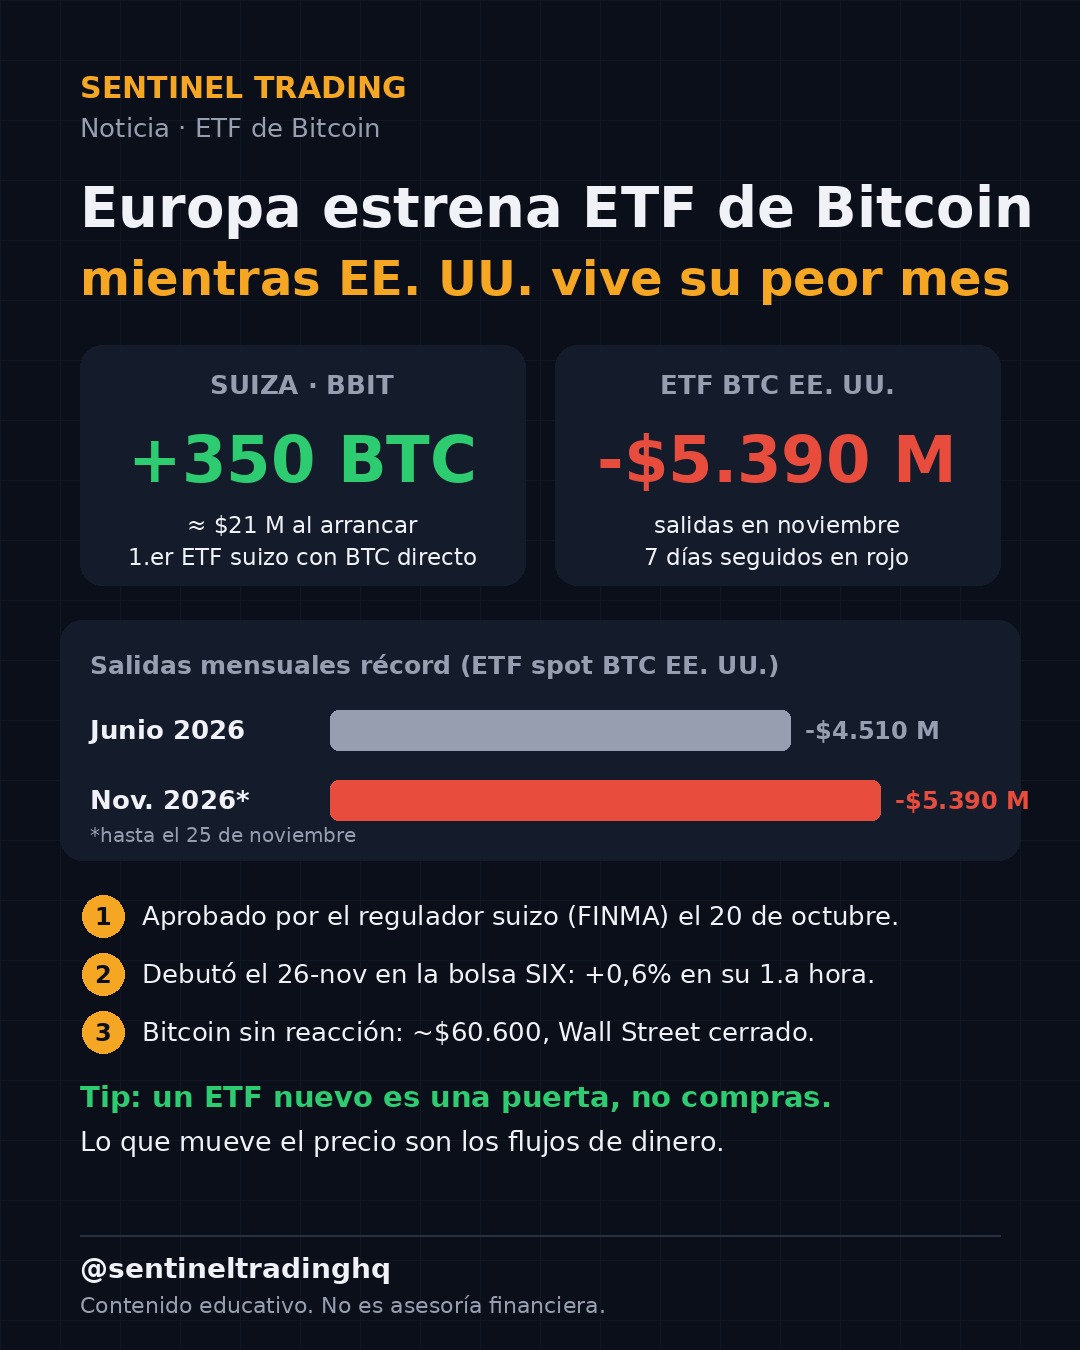 SENTINEL TRADING
Noticia · ETF de Bitcoin
Europa estrena ETF de Bitcoin
mientras EE. UU. vive su peor mes
SUIZA · BBIT
+350 BTC
≈ $21 M al arrancar
1.er ETF suizo con BTC directo
ETF BTC EE. UU.
-$5.390 M
salidas en noviembre
7 días seguidos en rojo
Salidas mensuales récord (ETF spot BTC EE. UU.)
Junio 2026 -$4.510 M
Nov. 2026* -$5.390 M
*hasta el 25 de noviembre
1 Aprobado por el regulador suizo (FINMA) el 20 de octubre.
2 Debutó el 26-nov en la bolsa SIX: +0,6% en su 1.a hora.
3 Bitcoin sin reacción: ~$60.600, Wall Street cerrado.
Tip: un ETF nuevo es una puerta, no compras.
Lo que mueve el precio son los flujos de dinero.
@sentineltradinghq
Contenido educativo. No es asesoría financiera.